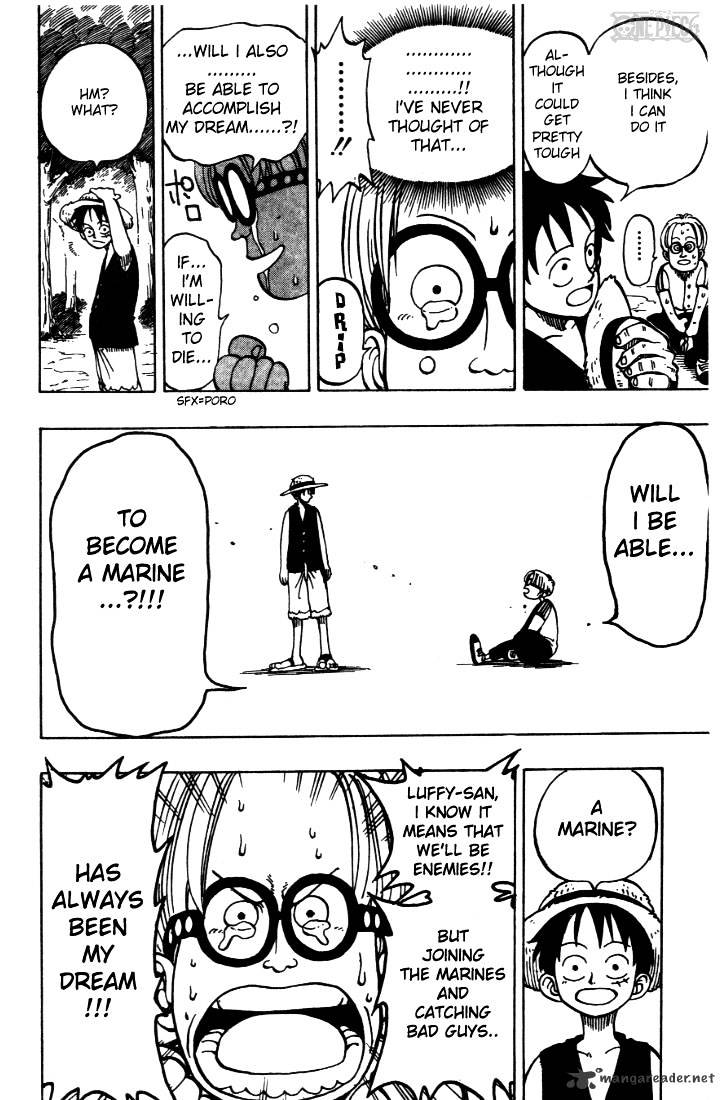 ONE PIECE
BESIDES,
I THINK
I CAN
DO IT
AL-
THOUGH
IT
COULD
GET
PRETTY
TOUGH
.......
..............
..............
.........!!
I'VE NEVER
THOUGHT OF
THAT...
........!!
DRIP
...WILL I ALSO
.........
BE ABLE TO
ACCOMPLISH
MY DREAM......?!
ポロ
IF...
I'M
WILL-
ING
TO
DIE...
SFX=PORO
HM?
WHAT?
WILL
I BE
ABLE...
TO
BECOME
A MARINE
...?!!!
A
MARINE?
LUFFY-SAN,
I KNOW IT
MEANS THAT
WE'LL BE
ENEMIES!!
BUT
JOINING
THE MARINES
AND
CATCHING
BAD GUYS..
HAS
ALWAYS
BEEN
MY
DREAM
!!!
mangareader.net